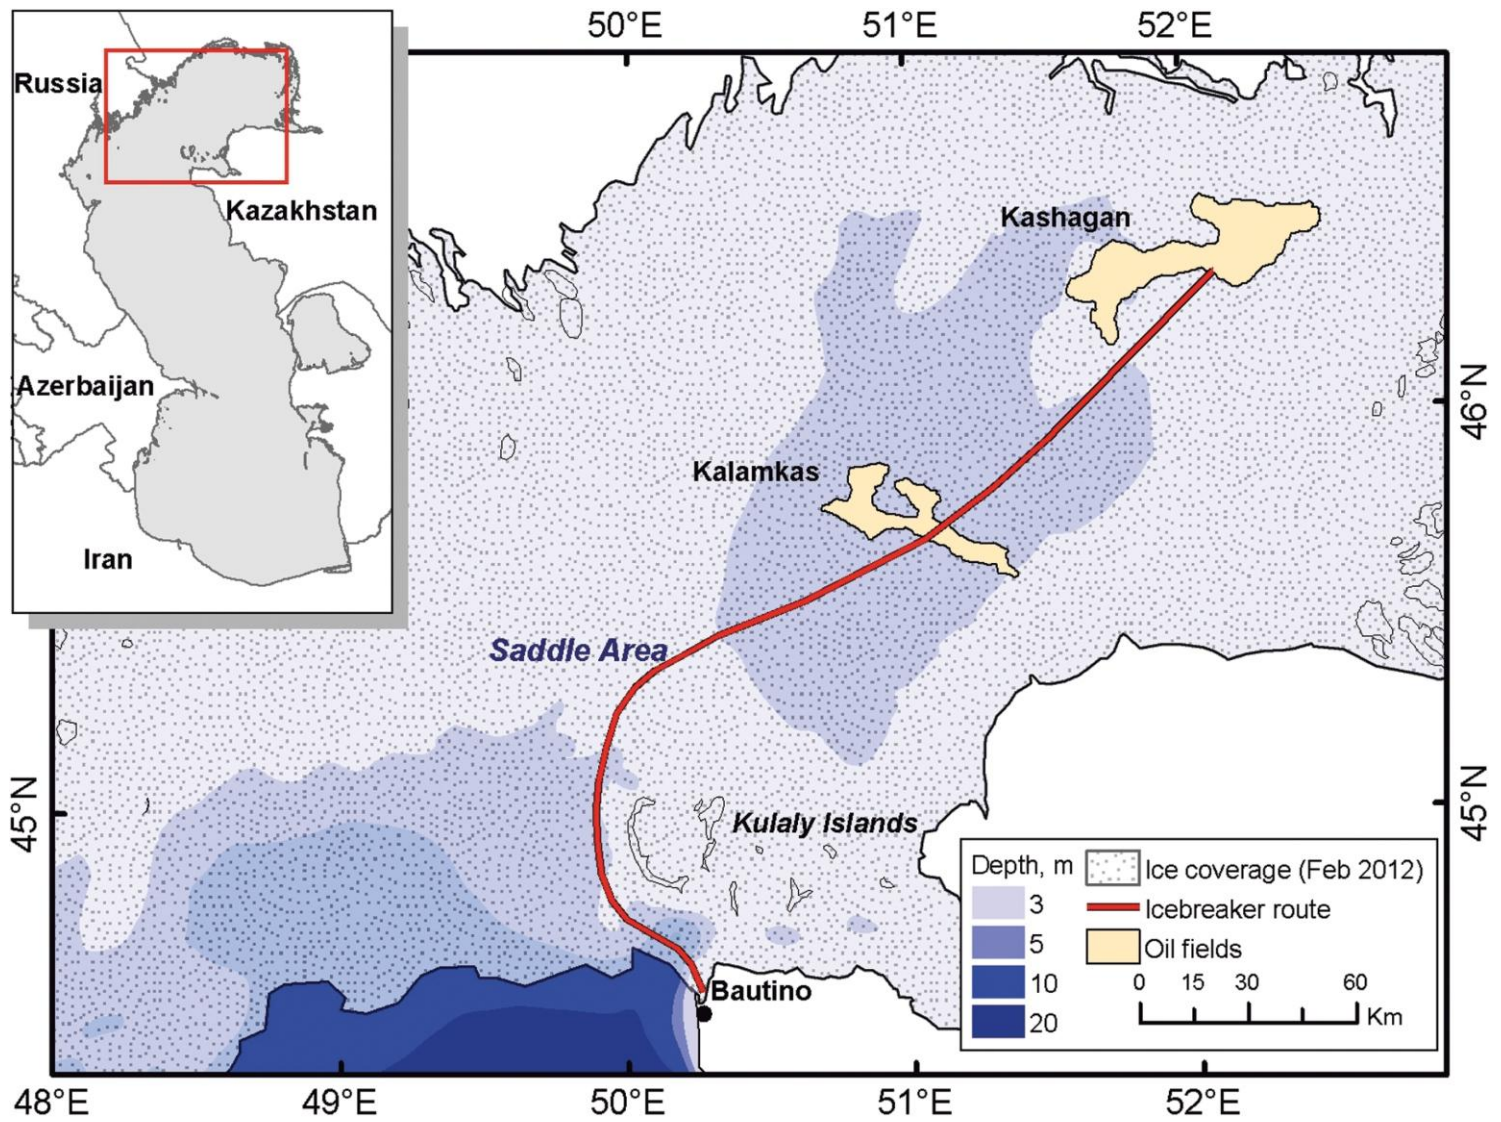 50°E 51°E 52°E
Russia
Kazakhstan
Azerbaijan
Iran
Kashagan
46°N
Kalamkas
Saddle Area
45°N
45°N
Kulaly Islands
Bautino
Depth, m
3
5
10
20
Ice coverage (Feb 2012)
Icebreaker route
Oil fields
0 15 30 60
Km
48°E 49°E 50°E 51°E 52°E